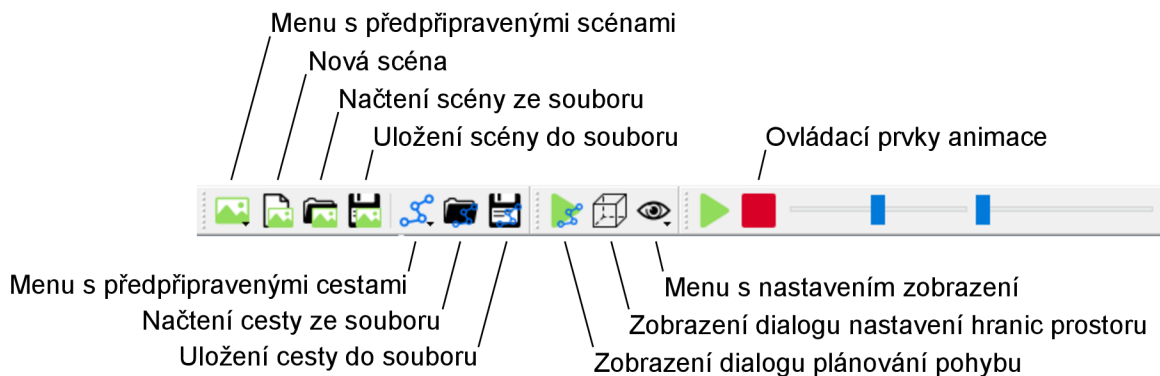 Menu s předpřipravenými scénami
Nová scéna
Načtení scény ze souboru
Uložení scény do souboru
Ovládací prvky animace
Menu s předpřipravenými cestami
Menu s nastavením zobrazení
Načtení cesty ze souboru
Zobrazení dialogu nastavení hranic prostoru
Uložení cesty do souboru
Zobrazení dialogu plánování pohybu